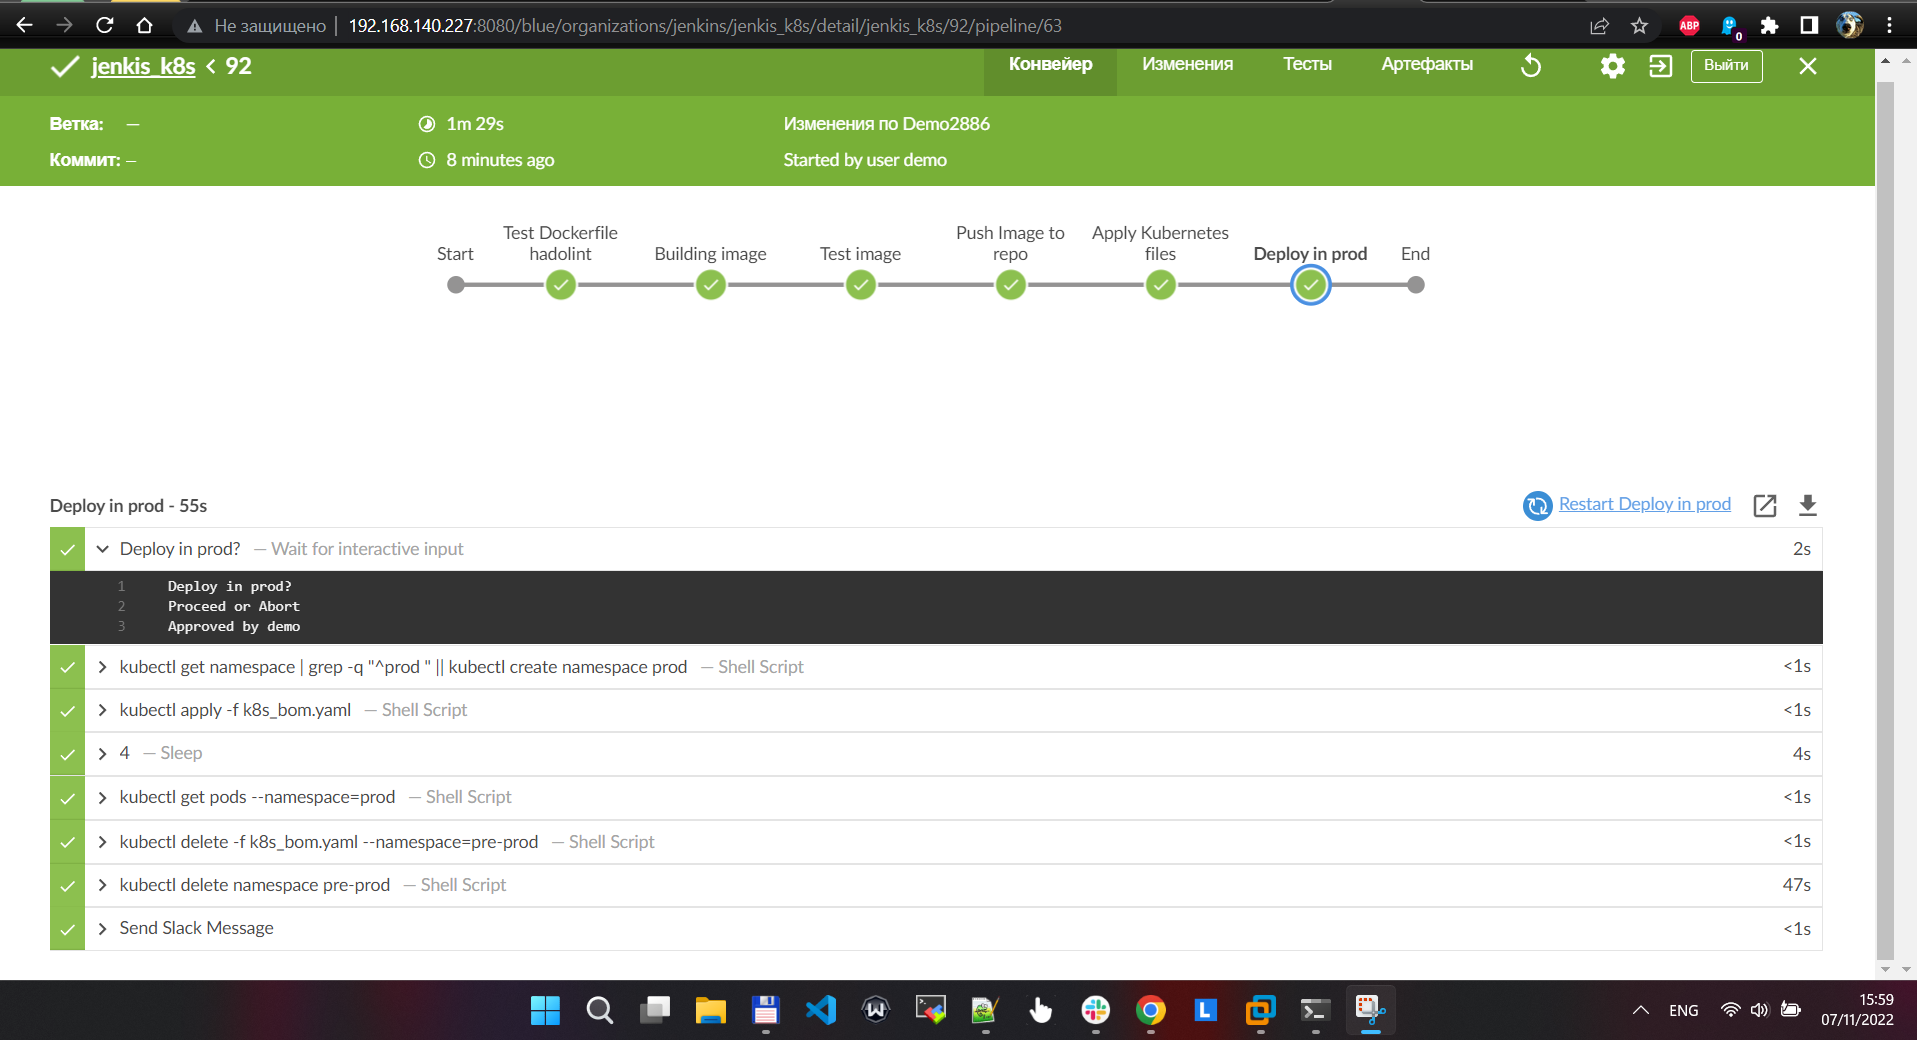 Не защищено | 192.168.140.227:8080/blue/organizations/jenkins/jenkis_k8s/detail/jenkis_k8s/92/pipeline/63
ABP
0
jenkis_k8s < 92
Конвейер
Изменения
Тесты
Артефакты
Выйти
Ветка: —
1m 29s
Изменения по Demo2886
Коммит: —
8 minutes ago
Started by user demo
Start
Test Dockerfile
hadolint
Building image
Test image
Push Image to
repo
Apply Kubernetes
files
Deploy in prod
End
Deploy in prod - 55s
Restart Deploy in prod
Deploy in prod? — Wait for interactive input 2s
1 Deploy in prod?
2 Proceed or Abort
3 Approved by demo
kubectl get namespace | grep -q "^prod " || kubectl create namespace prod — Shell Script <1s
kubectl apply -f k8s_bom.yaml — Shell Script <1s
4 — Sleep 4s
kubectl get pods --namespace=prod — Shell Script <1s
kubectl delete -f k8s_bom.yaml --namespace=pre-prod — Shell Script <1s
kubectl delete namespace pre-prod — Shell Script 47s
Send Slack Message <1s
L
ENG
15:59
07/11/2022